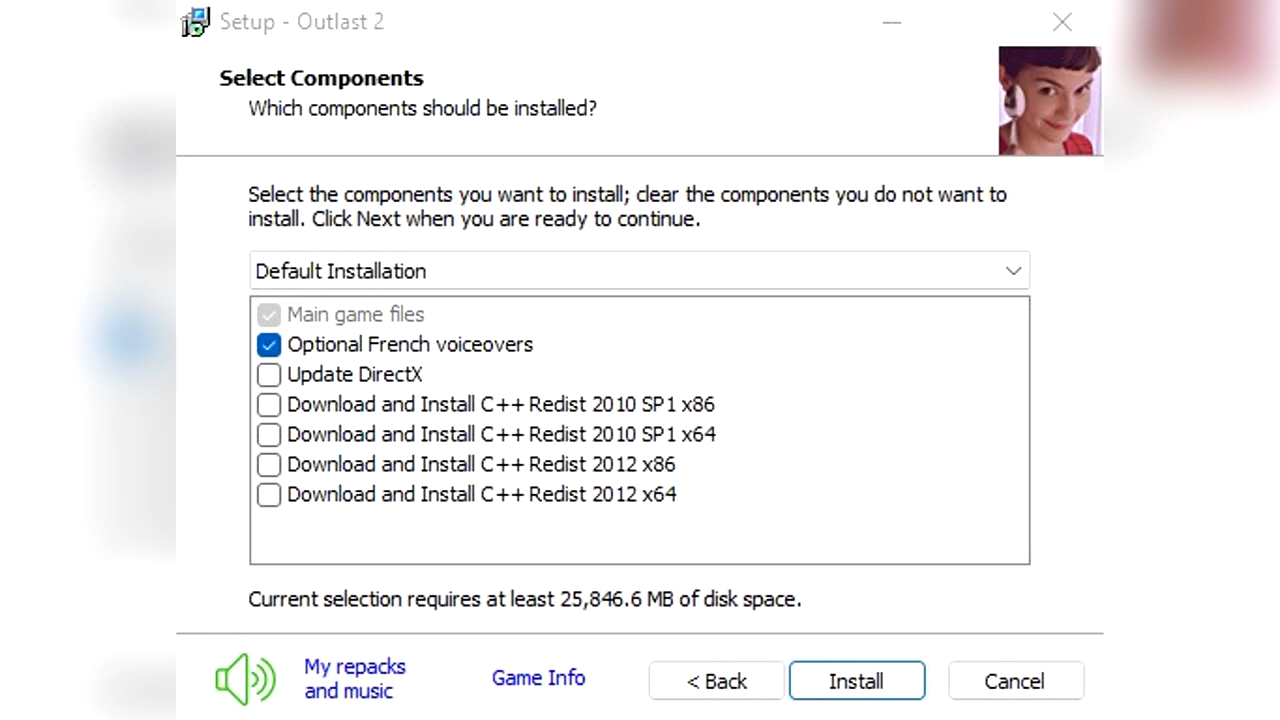 Setup - Outlast 2
Select Components
Which components should be installed?
Select the components you want to install; clear the components you do not want to
install. Click Next when you are ready to continue.
Default Installation
Main game files
Optional French voiceovers
Update DirectX
Download and Install C++ Redist 2010 SP1 x86
Download and Install C++ Redist 2010 SP1 x64
Download and Install C++ Redist 2012 x86
Download and Install C++ Redist 2012 x64
Current selection requires at least 25,846.6 MB of disk space.
My repacks
and music
Game Info
< Back
Install
Cancel